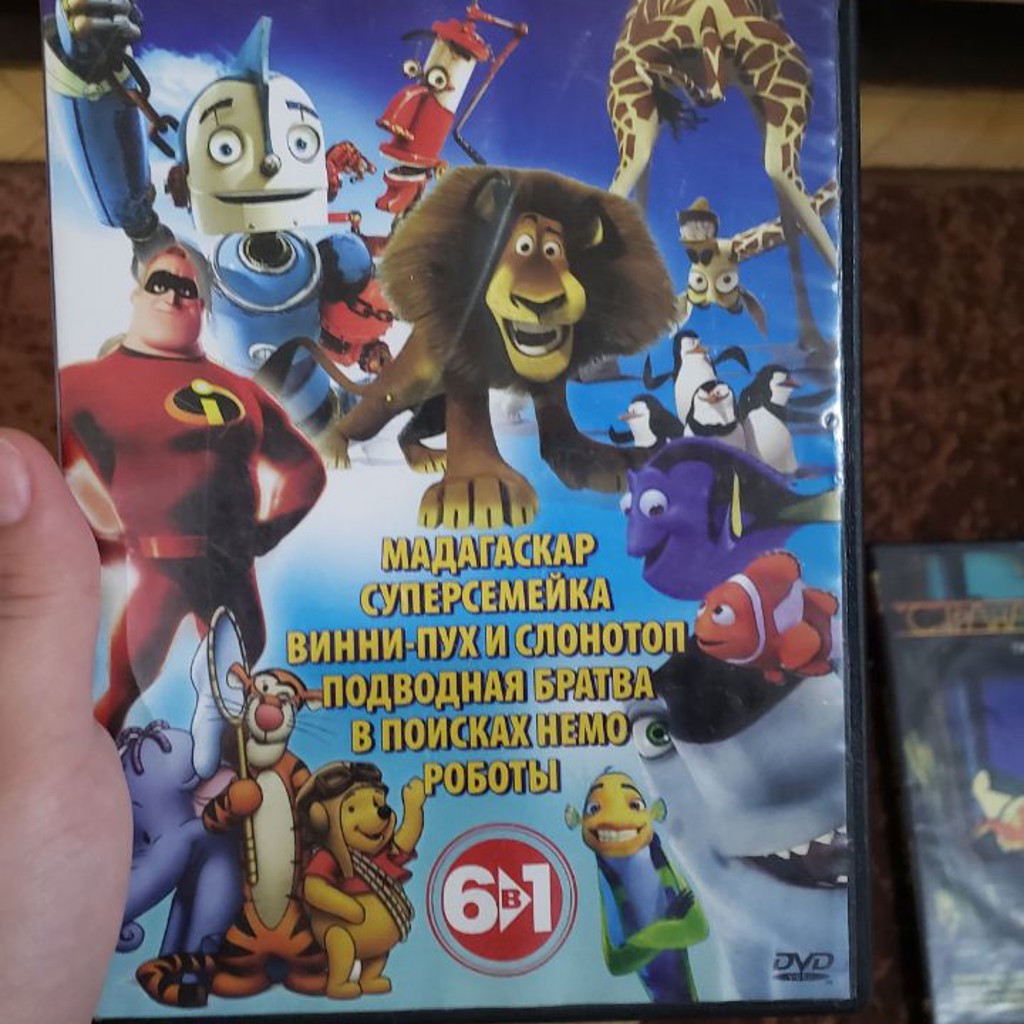 МАДАГАСКАР
СУПЕРСЕМЕЙКА
ВИННИ-ПУХ И СЛОНОТОП
ПОДВОДНАЯ БРАТВА
В ПОИСКАХ НЕМО
РОБОТЫ
6 В 1
DVD